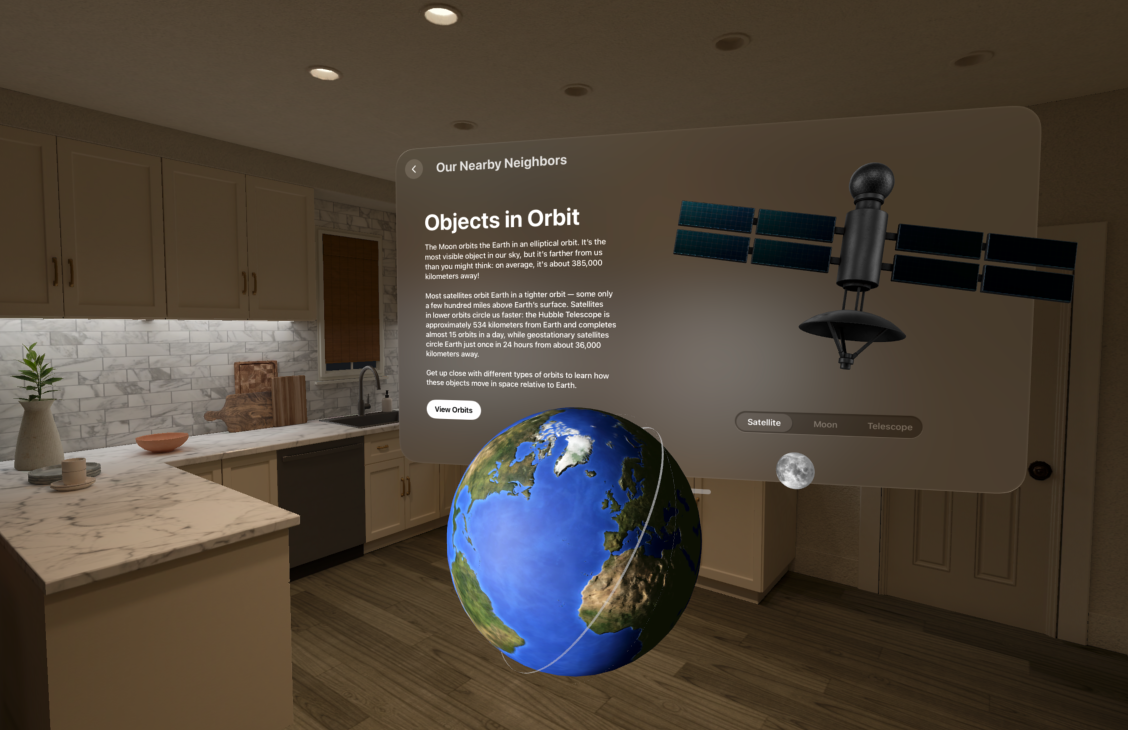 Our Nearby Neighbors
Objects in Orbit
The Moon orbits the Earth in an elliptical orbit. It's the
most visible object in our sky, but it's farther from us
than you might think: on average, it's about 385,000
kilometers away!
Most satellites orbit Earth in a tighter orbit — some only
a few hundred miles above Earth's surface. Satellites
in lower orbits circle us faster: the Hubble Telescope is
approximately 534 kilometers from Earth and completes
almost 15 orbits in a day, while geostationary satellites
circle Earth just once in 24 hours from about 36,000
kilometers away.
Get up close with different types of orbits to learn how
these objects move in space relative to Earth.
View Orbits
Satellite
Moon
Telescope